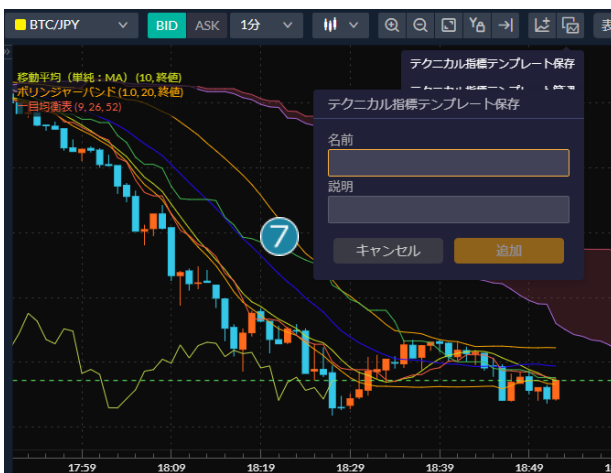 BTC/JPY BID ASK 1分
テクニカル指標テンプレート保存
移動平均（単純：MA） (10, 終値)
ボリンジャーバンド (1.0, 20, 終値)
一目均衡表 (9, 26, 52)
テクニカル指標テンプレート保存
名前
説明
7
キャンセル 追加
17:59 18:09 18:19 18:29 18:39 18:49